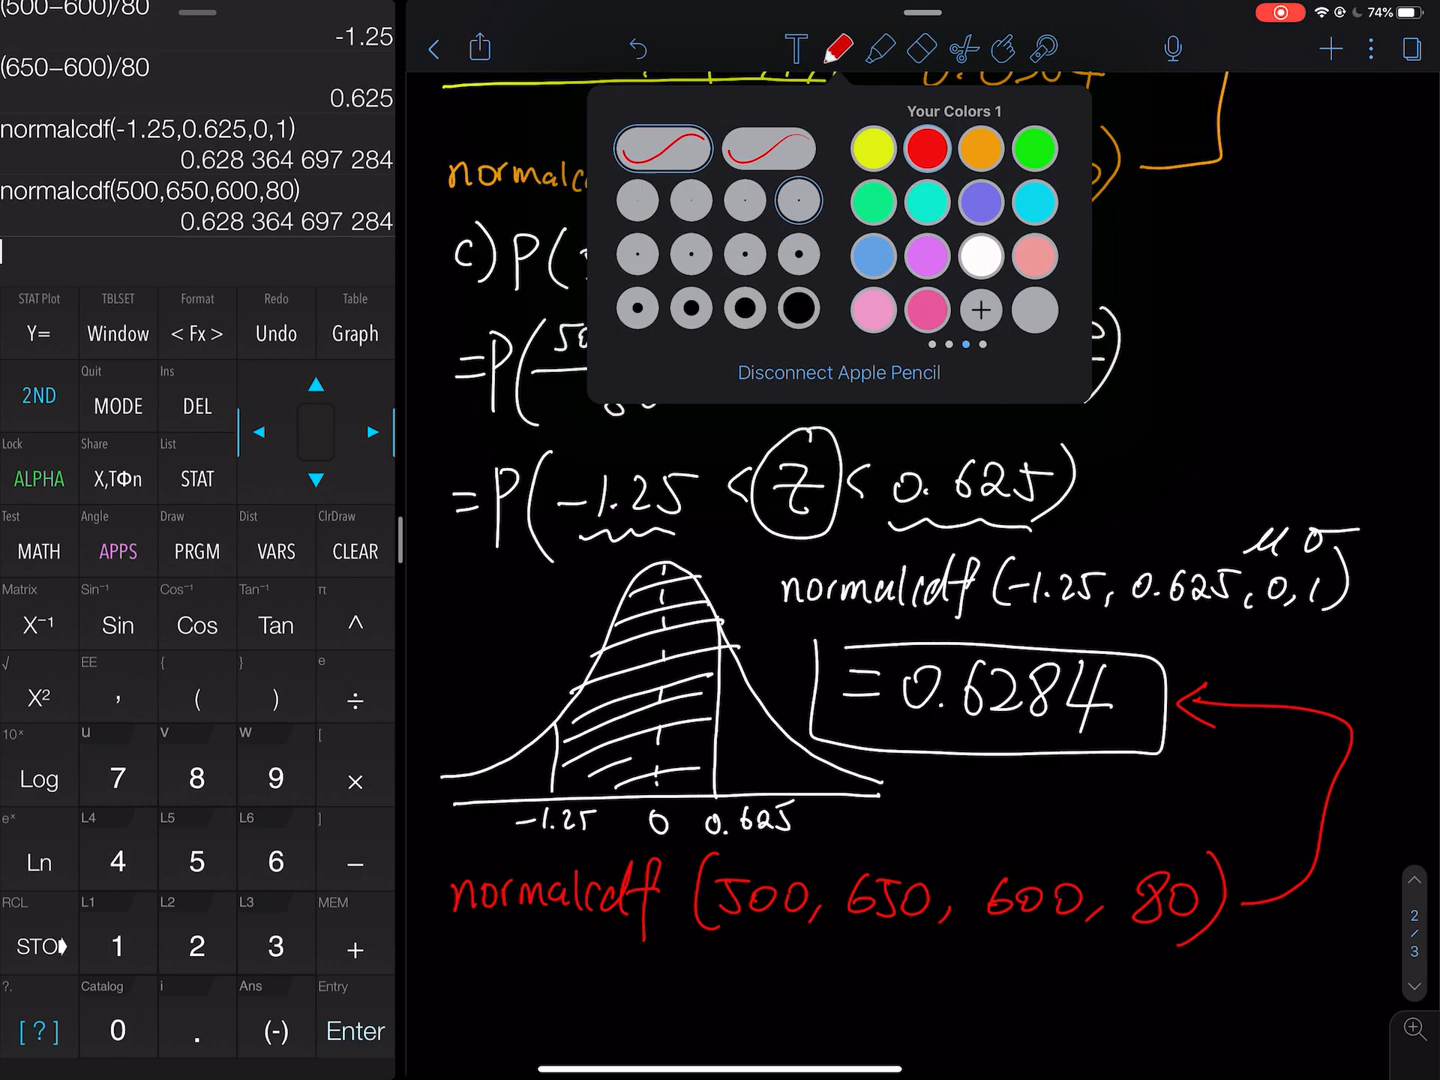 (500−600)/80
-1.25
(650−600)/80
0.625
normalcdf(-1.25,0.625,0,1)
0.628 364 697 284
normalcdf(500,650,600,80)
0.628 364 697 284
STAT Plot TBLSET Format Redo Table
Y= Window < Fx > Undo Graph
Quit Ins
2ND MODE DEL
Lock Share List
ALPHA X,TΦn STAT
Test Angle Draw Dist ClrDraw
MATH APPS PRGM VARS CLEAR
Matrix Sin⁻¹ Cos⁻¹ Tan⁻¹ π
X⁻¹ Sin Cos Tan ^
√ EE { } e
X² , ( ) ÷
10ˣ u v w [
Log 7 8 9 ×
eˣ L4 L5 L6 ]
Ln 4 5 6 −
RCL L1 L2 L3 MEM
STO 1 2 3 +
?. Catalog i Ans Entry
[ ? ] 0 . (-) Enter
74%
T
Your Colors 1
+
Disconnect Apple Pencil
normalc
c) P(
=P(
=P( -1.25 < Z < 0.625)
μ σ
normalcdf (-1.25, 0.625, 0, 1)
= 0.6284
-1.25 0 0.625
normalcdf (500, 650, 600, 80)
2
/
3